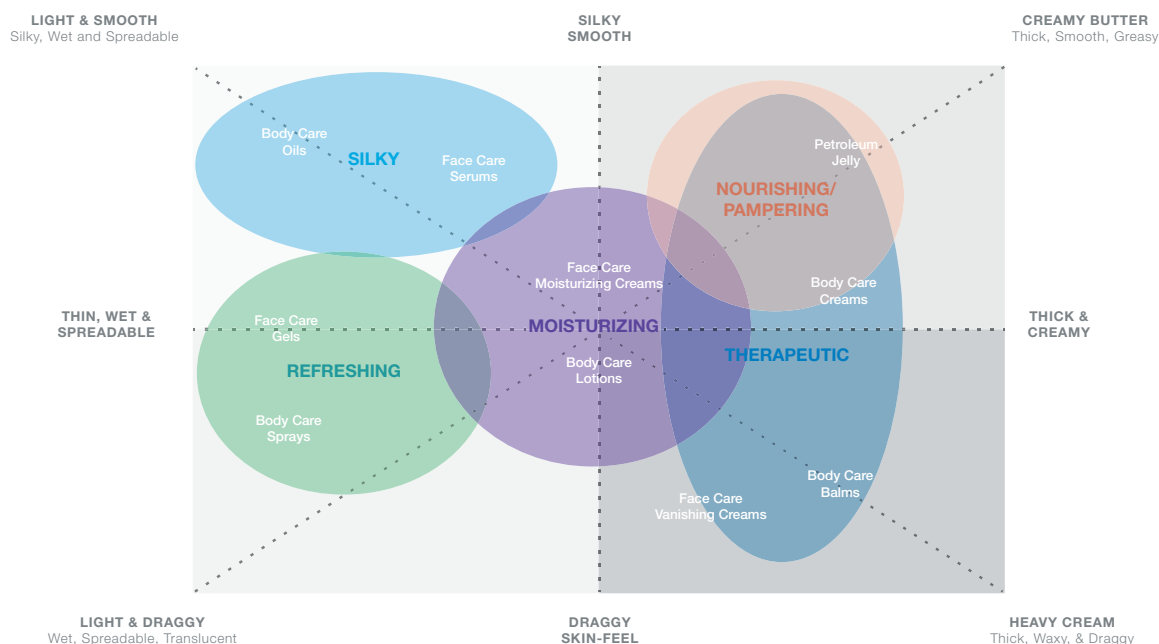 LIGHT & SMOOTH
Silky, Wet and Spreadable
SILKY
SMOOTH
CREAMY BUTTER
Thick, Smooth, Greasy
Body Care
Oils
SILKY
Face Care
Serums
Petroleum
Jelly
NOURISHING/
PAMPERING
Face Care
Moisturizing Creams
Body Care
Creams
THIN, WET &
SPREADABLE
Face Care
Gels
MOISTURIZING
THICK &
CREAMY
REFRESHING
Body Care
Lotions
THERAPEUTIC
Body Care
Sprays
Face Care
Vanishing Creams
Body Care
Balms
LIGHT & DRAGGY
Wet, Spreadable, Translucent
DRAGGY
SKIN-FEEL
HEAVY CREAM
Thick, Waxy, & Draggy